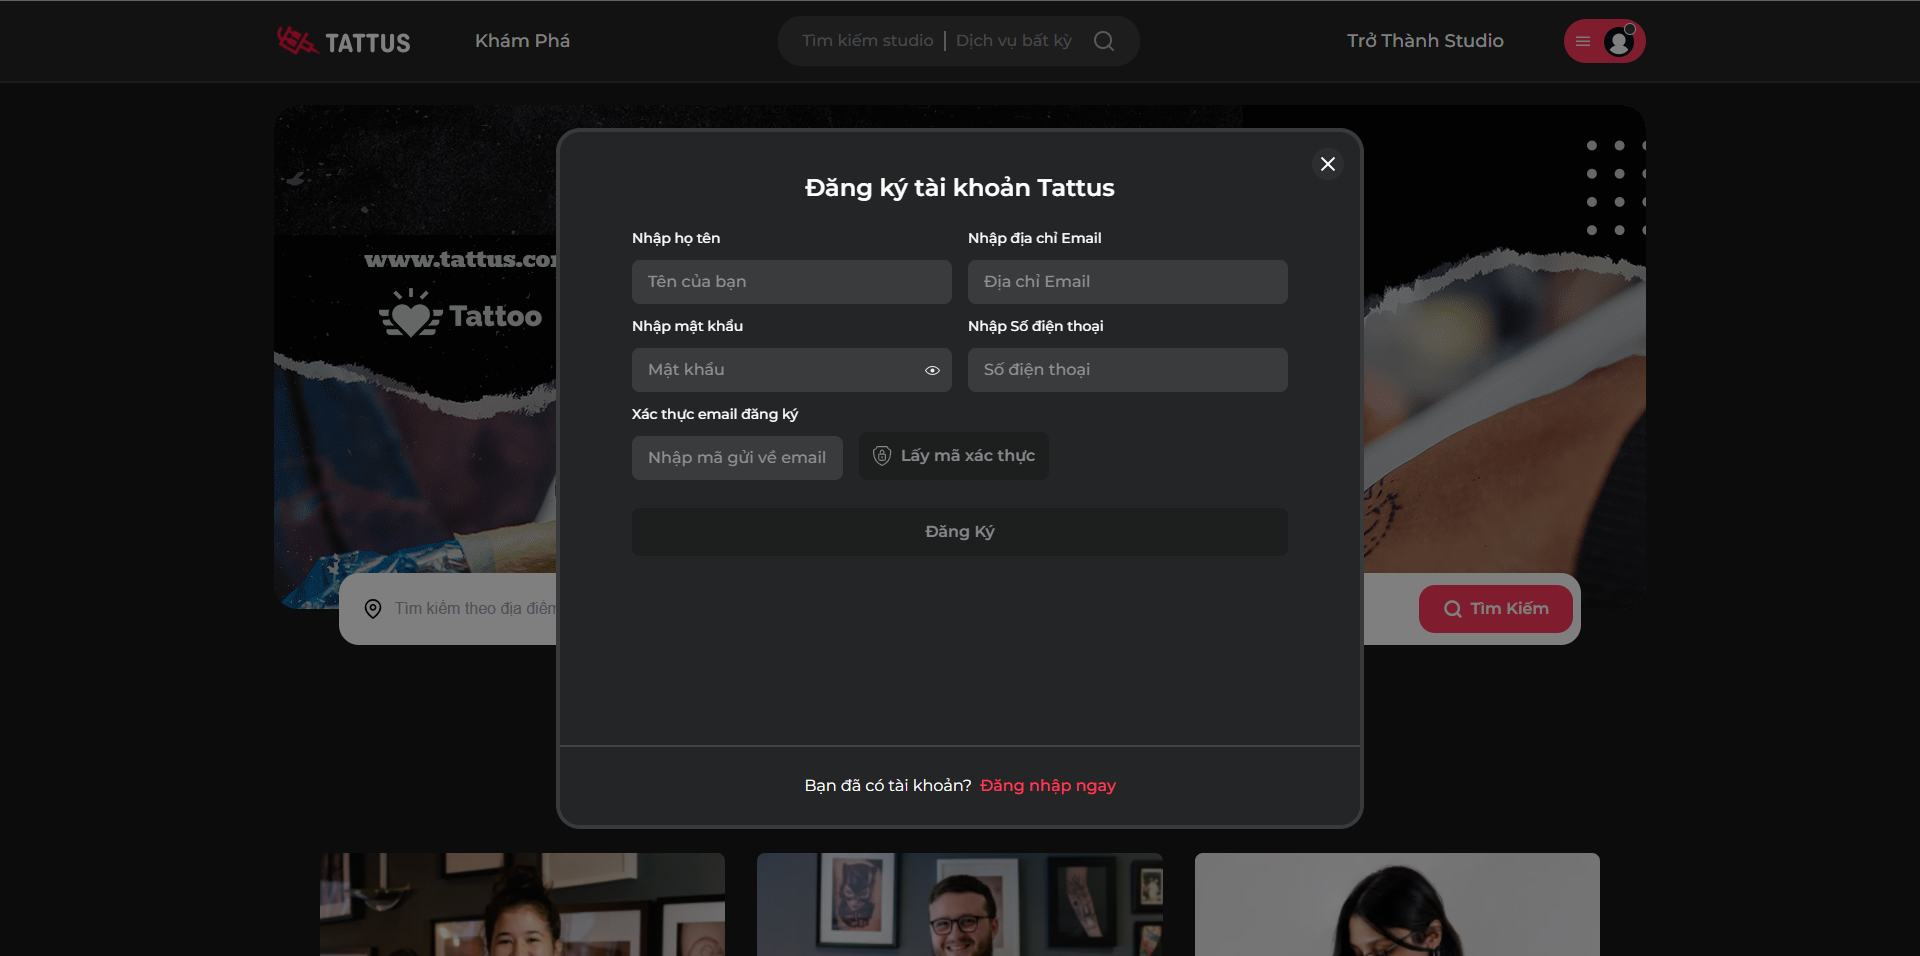 TATTUS
Khám Phá
Tìm kiếm studio | Dịch vụ bất kỳ
Trở Thành Studio
www.tattus.co
Tattoo
Đăng ký tài khoản Tattus
Nhập họ tên
Nhập địa chỉ Email
Tên của bạn
Địa chỉ Email
Nhập mật khẩu
Nhập Số điện thoại
Mật khẩu
Số điện thoại
Xác thực email đăng ký
Nhập mã gửi về email
Lấy mã xác thực
Đăng Ký
Tìm kiếm theo địa điểm
Tìm Kiếm
Bạn đã có tài khoản? Đăng nhập ngay